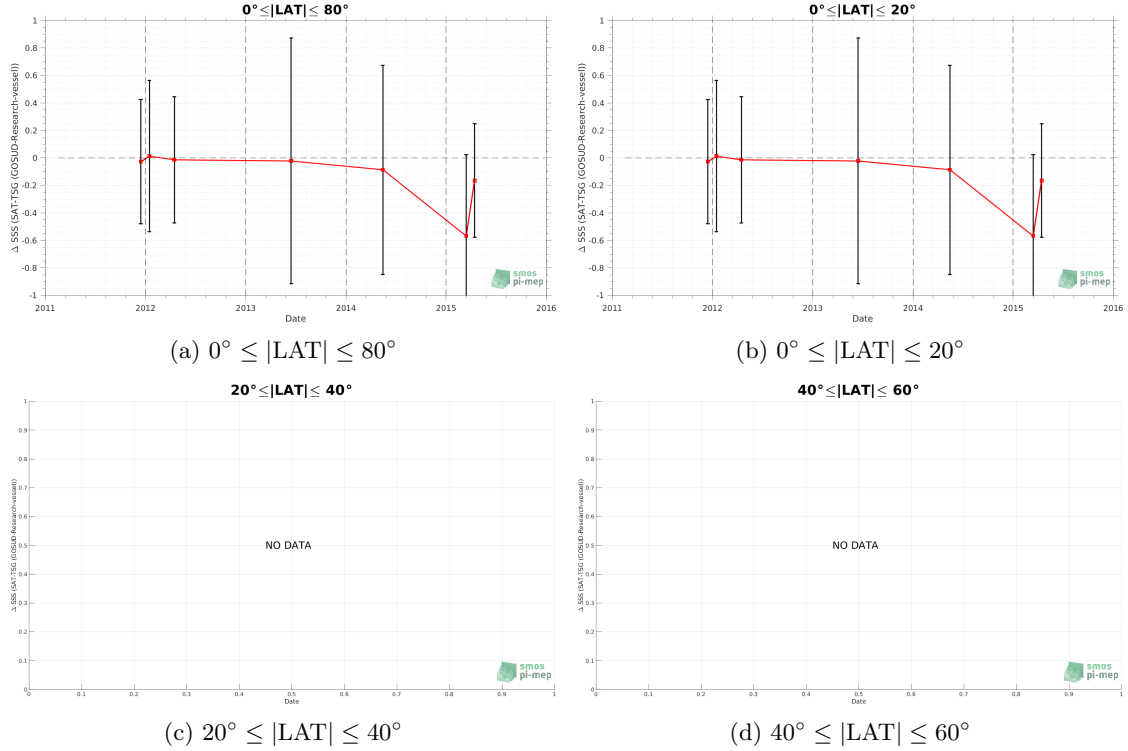 0°≤|LAT|≤ 80°
Δ SSS (SAT-TSG (GOSUD-Research-vessel))
1
0.8
0.6
0.4
0.2
0
-0.2
-0.4
-0.6
-0.8
-1
2011 2012 2013 2014 2015 2016
Date
smos
pi-mep
(a) 0° ≤ |LAT| ≤ 80°
0°≤|LAT|≤ 20°
Δ SSS (SAT-TSG (GOSUD-Research-vessel))
1
0.8
0.6
0.4
0.2
0
-0.2
-0.4
-0.6
-0.8
-1
2011 2012 2013 2014 2015 2016
Date
smos
pi-mep
(b) 0° ≤ |LAT| ≤ 20°
20°≤|LAT|≤ 40°
Δ SSS (SAT-TSG (GOSUD-Research-vessel))
1
0.9
0.8
0.7
0.6
0.5
0.4
0.3
0.2
0.1
0
NO DATA
0 0.1 0.2 0.3 0.4 0.5 0.6 0.7 0.8 0.9 1
Date
smos
pi-mep
(c) 20° ≤ |LAT| ≤ 40°
40°≤|LAT|≤ 60°
Δ SSS (SAT-TSG (GOSUD-Research-vessel))
1
0.9
0.8
0.7
0.6
0.5
0.4
0.3
0.2
0.1
0
NO DATA
0 0.1 0.2 0.3 0.4 0.5 0.6 0.7 0.8 0.9 1
Date
smos
pi-mep
(d) 40° ≤ |LAT| ≤ 60°